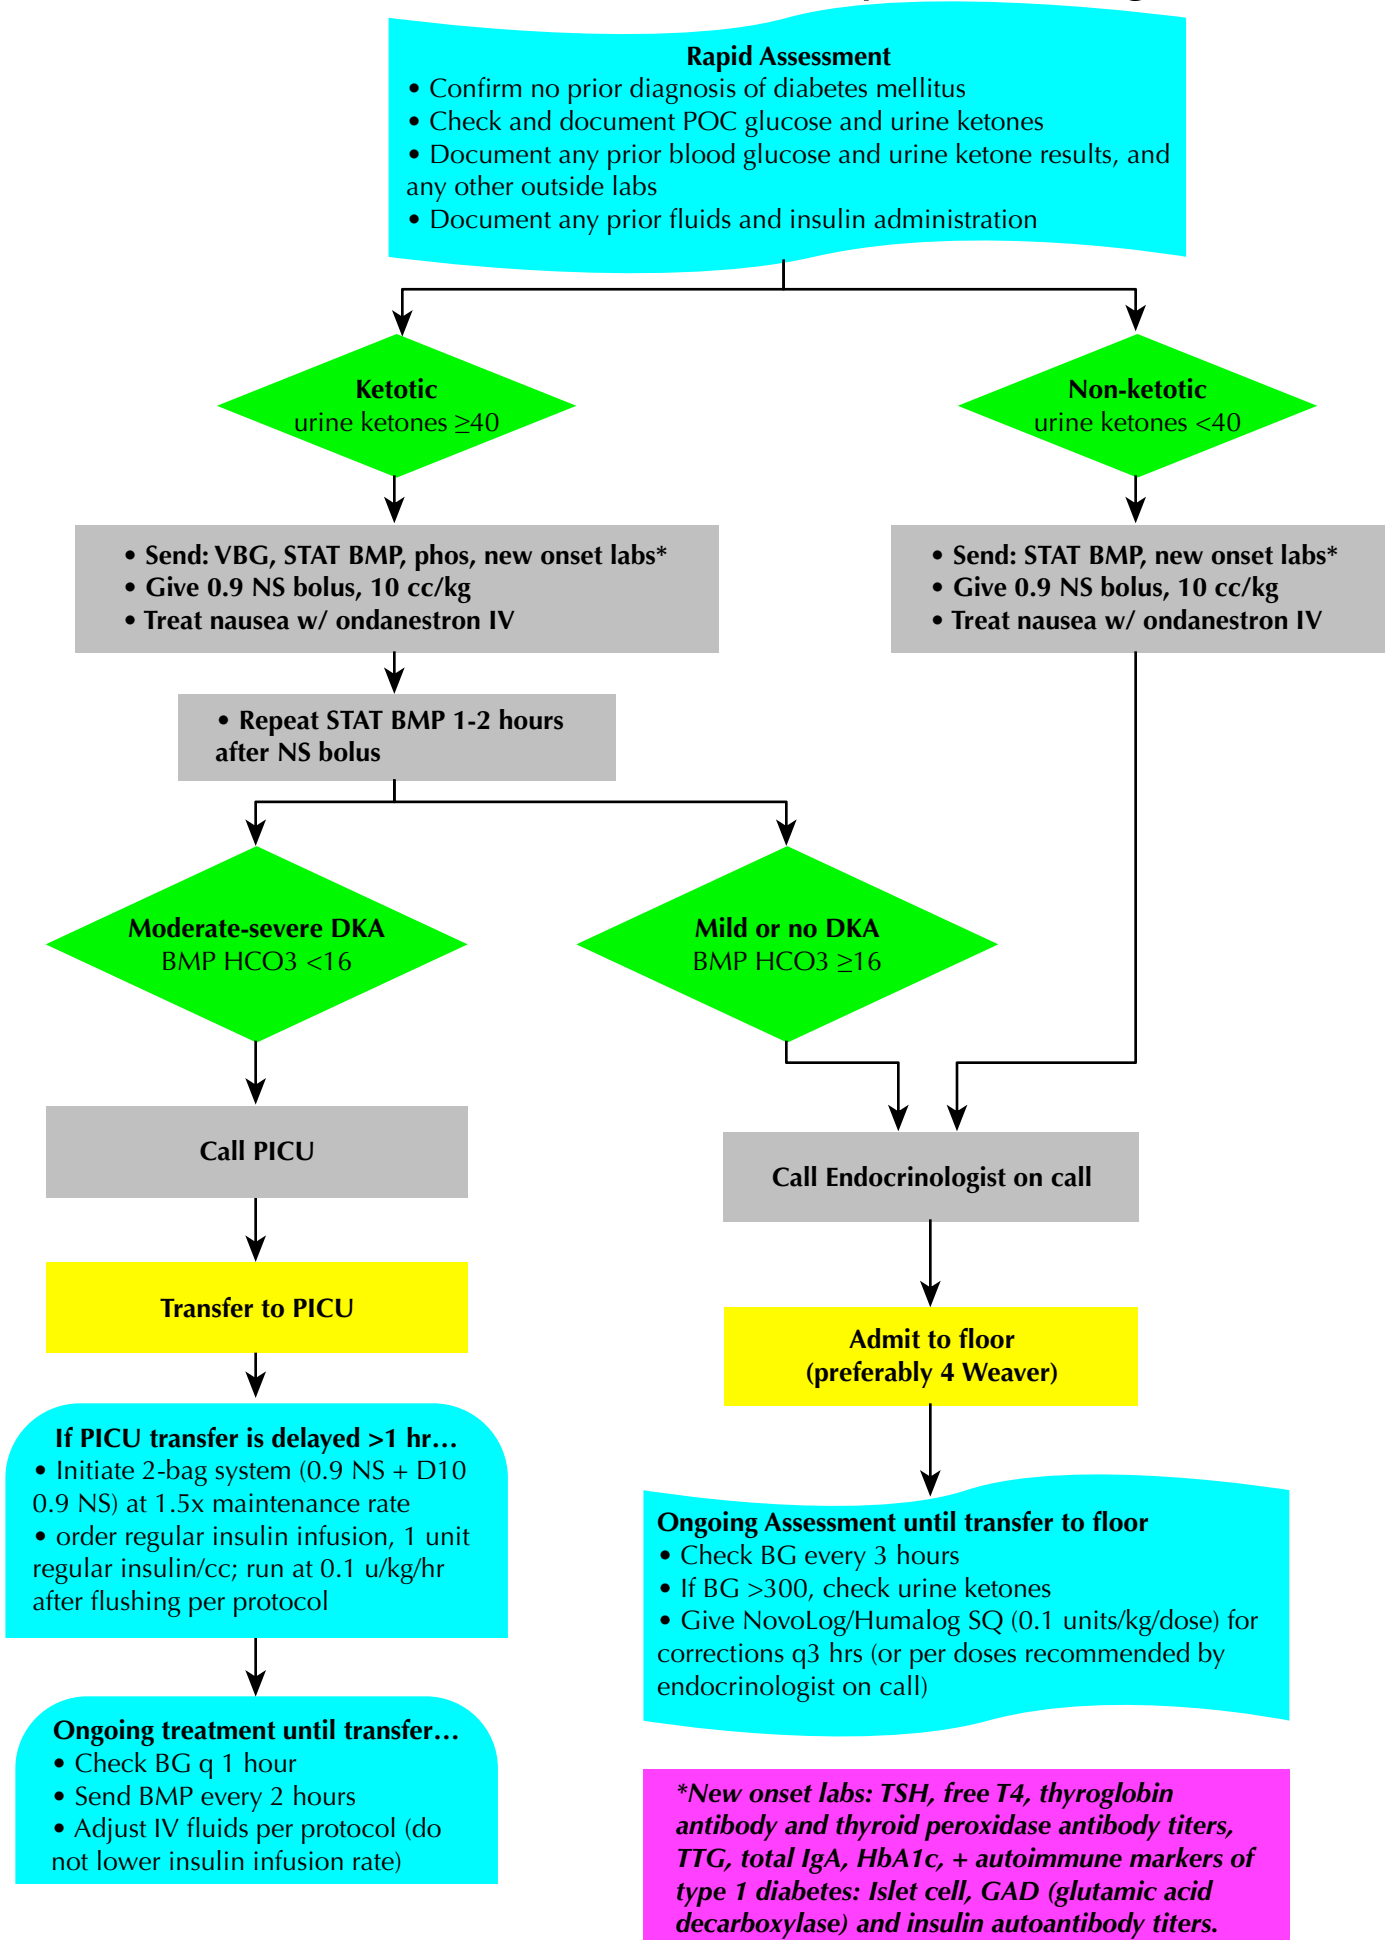 Rapid Assessment
• Confirm no prior diagnosis of diabetes mellitus
• Check and document POC glucose and urine ketones
• Document any prior blood glucose and urine ketone results, and
any other outside labs
• Document any prior fluids and insulin administration
Ketotic
urine ketones ≥40
Non-ketotic
urine ketones <40
• Send: VBG, STAT BMP, phos, new onset labs*
• Give 0.9 NS bolus, 10 cc/kg
• Treat nausea w/ ondanestron IV
• Send: STAT BMP, new onset labs*
• Give 0.9 NS bolus, 10 cc/kg
• Treat nausea w/ ondanestron IV
• Repeat STAT BMP 1-2 hours
after NS bolus
Moderate-severe DKA
BMP HCO3 <16
Mild or no DKA
BMP HCO3 ≥16
Call PICU
Call Endocrinologist on call
Transfer to PICU
Admit to floor
(preferably 4 Weaver)
If PICU transfer is delayed >1 hr…
• Initiate 2-bag system (0.9 NS + D10
0.9 NS) at 1.5x maintenance rate
• order regular insulin infusion, 1 unit
regular insulin/cc; run at 0.1 u/kg/hr
after flushing per protocol
Ongoing Assessment until transfer to floor
• Check BG every 3 hours
• If BG >300, check urine ketones
• Give NovoLog/Humalog SQ (0.1 units/kg/dose) for
corrections q3 hrs (or per doses recommended by
endocrinologist on call)
Ongoing treatment until transfer…
• Check BG q 1 hour
• Send BMP every 2 hours
• Adjust IV fluids per protocol (do
not lower insulin infusion rate)
*New onset labs: TSH, free T4, thyroglobin
antibody and thyroid peroxidase antibody titers,
TTG, total IgA, HbA1c, + autoimmune markers of
type 1 diabetes: Islet cell, GAD (glutamic acid
decarboxylase) and insulin autoantibody titers.